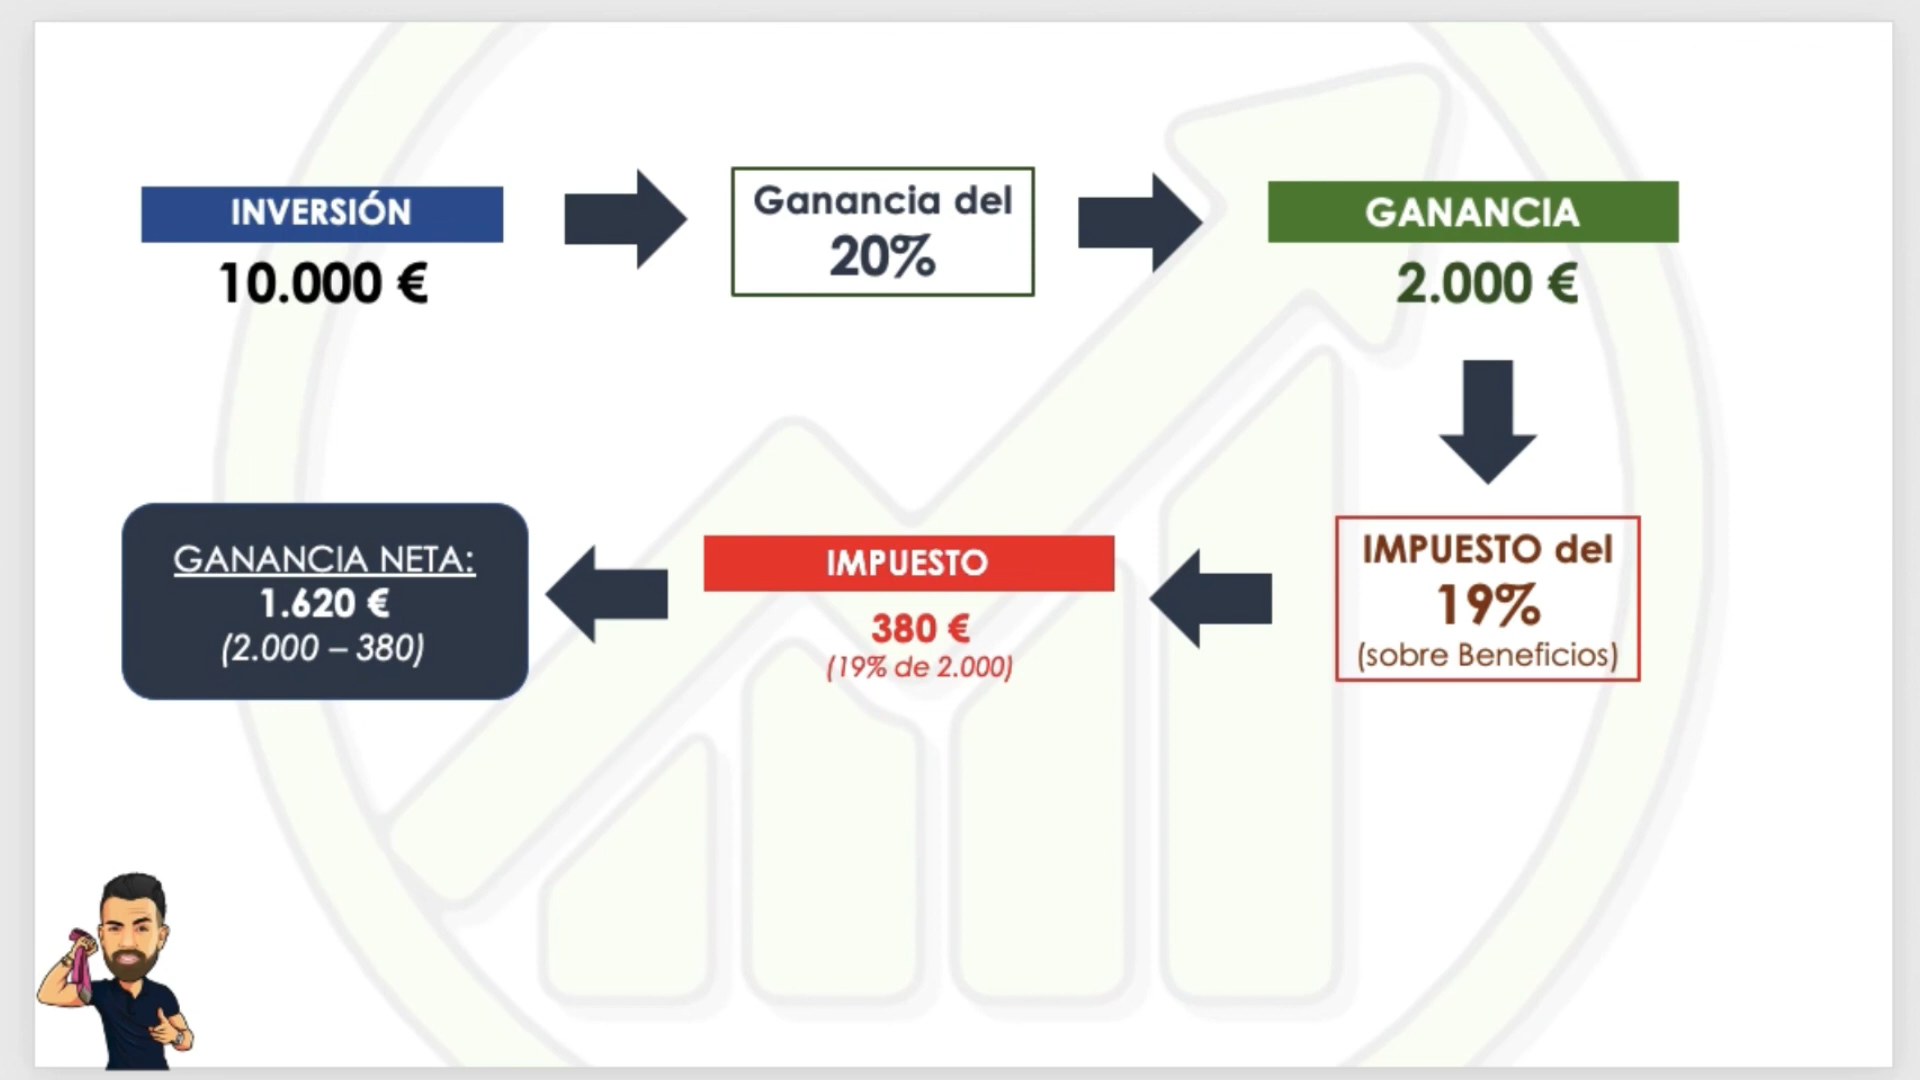 INVERSIÓN
10.000 €
Ganancia del
20%
GANANCIA
2.000 €
IMPUESTO del
19%
(sobre Beneficios)
IMPUESTO
380 €
(19% de 2.000)
GANANCIA NETA:
1.620 €
(2.000 – 380)